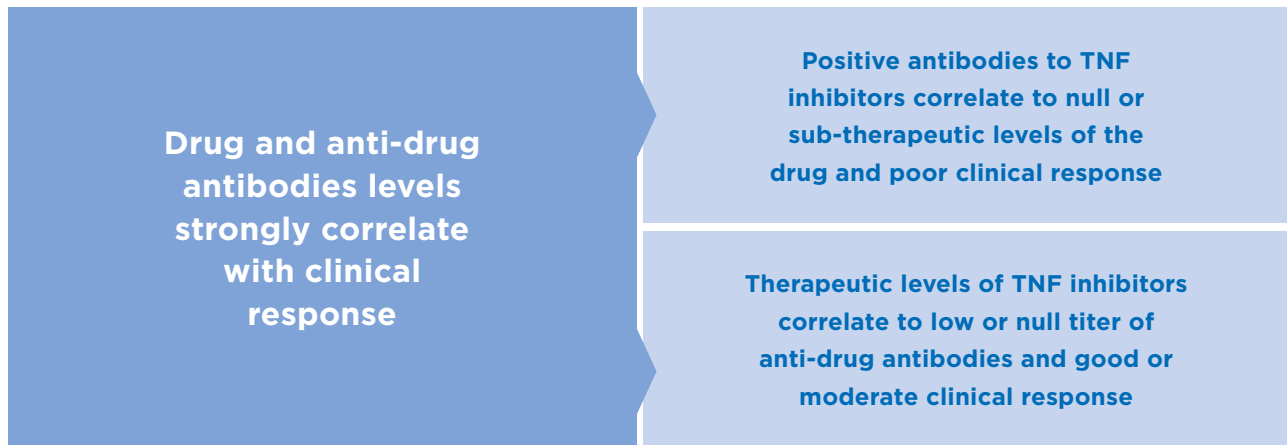 Drug and anti-drug
antibodies levels
strongly correlate
with clinical
response
Positive antibodies to TNF
inhibitors correlate to null or
sub-therapeutic levels of the
drug and poor clinical response
Therapeutic levels of TNF inhibitors
correlate to low or null titer of
anti-drug antibodies and good or
moderate clinical response